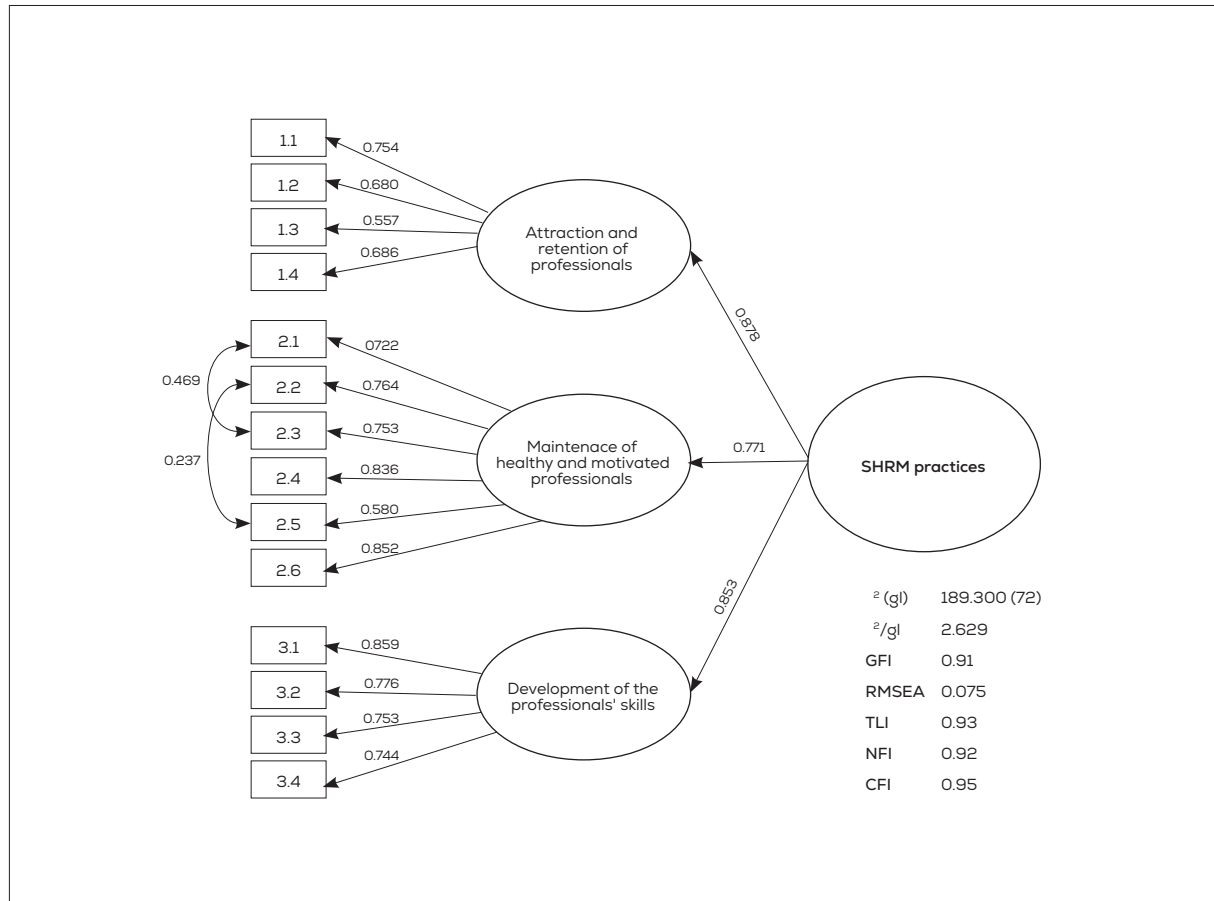 1.1
0.754
1.2
0.680
1.3
0.557
1.4
0.686
Attraction and
retention of
professionals
0.878
2.1
0722
0.469
2.2
0.764
2.3
0.753
0.237
2.4
0.836
2.5
0.580
2.6
0.852
Maintenace of
healthy and motivated
professionals
0.771
SHRM practices
0.853
3.1
0.859
3.2
0.776
3.3
0.753
3.4
0.744
Development of the
professionals' skills
² (gl) 189.300 (72)
²/gl 2.629
GFI 0.91
RMSEA 0.075
TLI 0.93
NFI 0.92
CFI 0.95